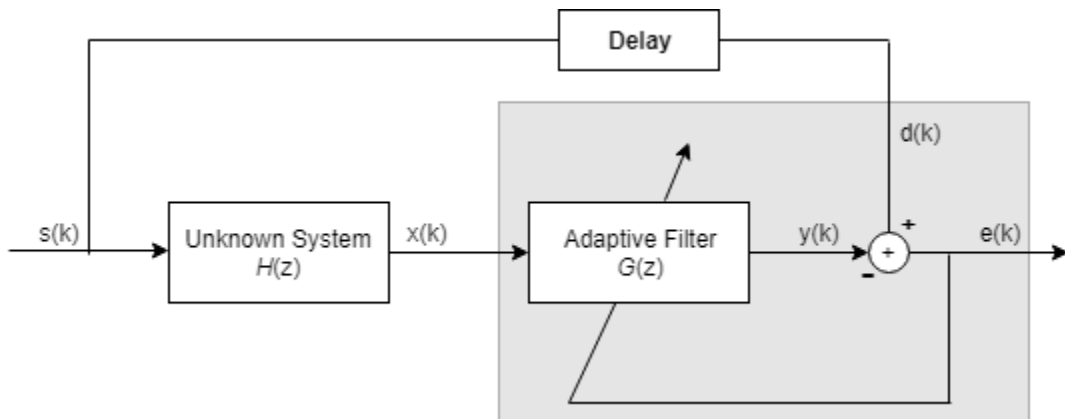 Delay
d(k)
s(k)
Unknown System
H(z)
x(k)
Adaptive Filter
G(z)
y(k)
+
+
-
e(k)